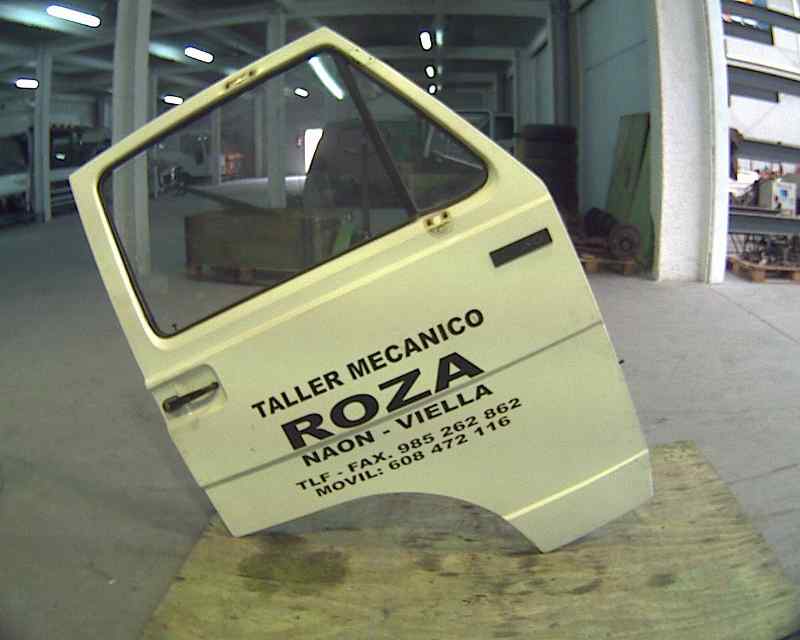 TALLER MECANICO
ROZA
NAON - VIELLA
TLF - FAX. 985 262 862
MOVIL: 608 472 116